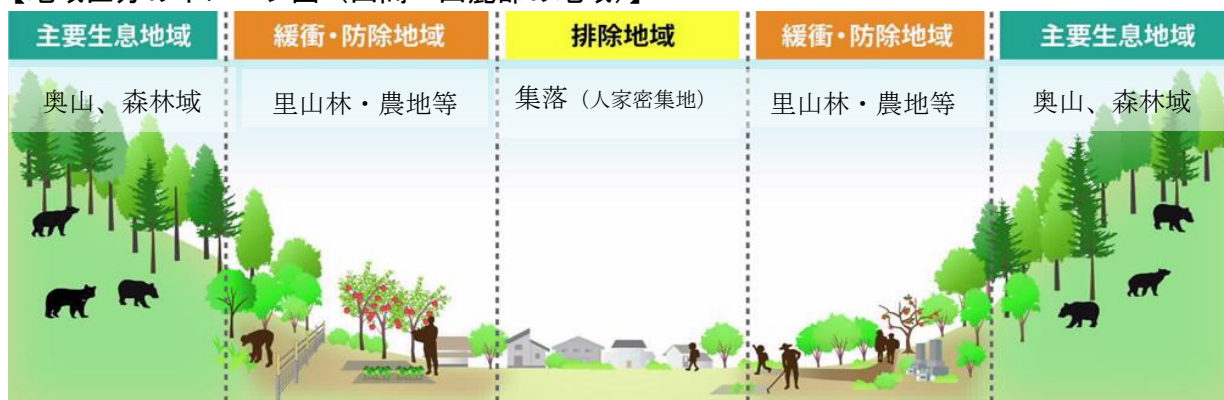 主要生息地域
緩衝・防除地域
排除地域
緩衝・防除地域
主要生息地域
奥山、森林域
里山林・農地等
集落（人家密集地）
里山林・農地等
奥山、森林域